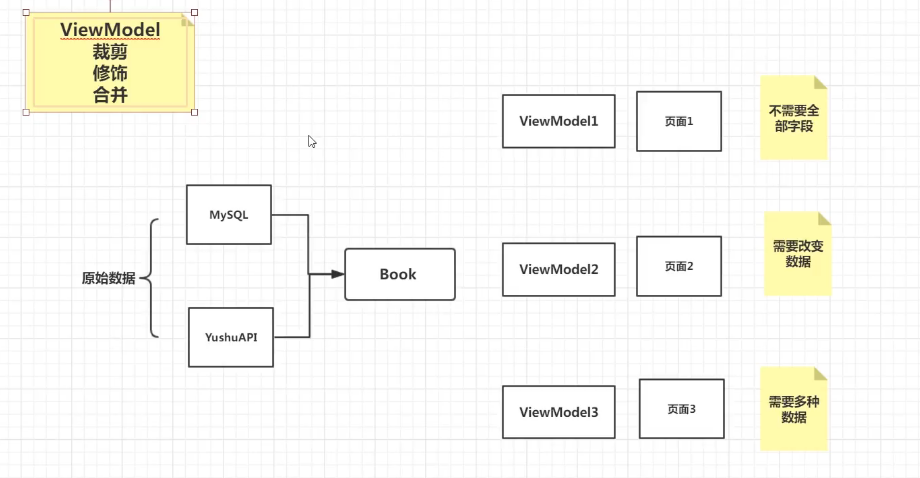 ViewModel
裁剪
修饰
合并
ViewModel1
页面1
不需要全
部字段
MySQL
原始数据
Book
YushuAPI
ViewModel2
页面2
需要改变
数据
ViewModel3
页面3
需要多种
数据